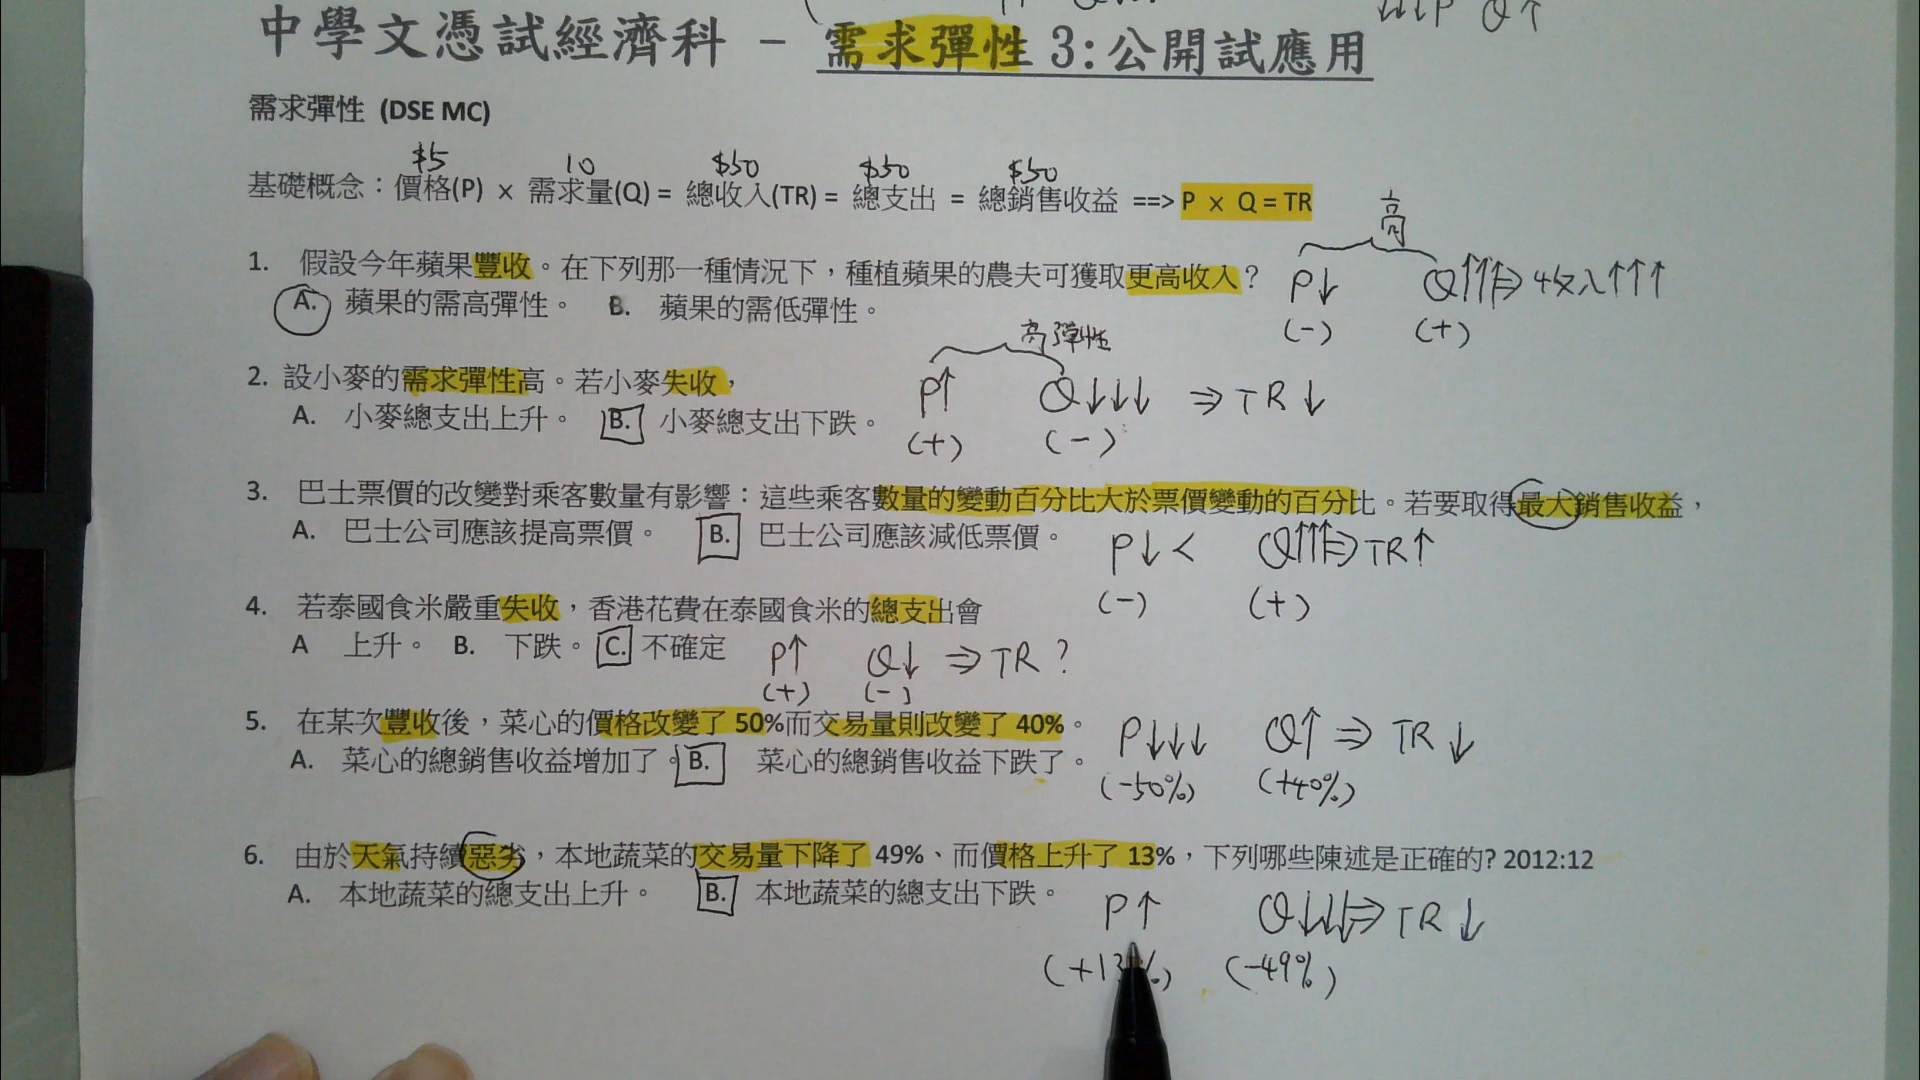 P Q↑
中學文憑試經濟科 – 需求彈性 3:公開試應用
需求彈性 (DSE MC)
$5 10 $50 $50 $50
基礎概念：價格(P) x 需求量(Q) = 總收入(TR) = 總支出 = 總銷售收益 ==> P x Q = TR
高
1. 假設今年蘋果豐收。在下列那一種情況下，種植蘋果的農夫可獲取更高收入？ P↓ Q↑↑↑⇒收入↑↑↑
A. 蘋果的需高彈性。 B. 蘋果的需低彈性。 (-) (+)
高彈性
2. 設小麥的需求彈性高。若小麥失收， P↑ Q↓↓↓ ⇒ TR↓
A. 小麥總支出上升。 B. 小麥總支出下跌。 (+) (-)
3. 巴士票價的改變對乘客數量有影響：這些乘客數量的變動百分比大於票價變動的百分比。若要取得最大銷售收益，
A. 巴士公司應該提高票價。 B. 巴士公司應該減低票價。 P↓ < Q↑↑↑⇒TR↑
(-) (+)
4. 若泰國食米嚴重失收，香港花費在泰國食米的總支出會
A 上升。 B. 下跌。 C. 不確定 P↑ Q↓ ⇒ TR ?
(+) (-)
5. 在某次豐收後，菜心的價格改變了 50%而交易量則改變了 40%。 P↓↓↓ Q↑ ⇒ TR↓
A. 菜心的總銷售收益增加了。 B. 菜心的總銷售收益下跌了。 (-50%) (+40%)
6. 由於天氣持續惡劣，本地蔬菜的交易量下降了 49%、而價格上升了 13%，下列哪些陳述是正確的? 2012:12
A. 本地蔬菜的總支出上升。 B. 本地蔬菜的總支出下跌。 P↑ Q↓↓↓⇒TR↓
(+13%) (-49%)